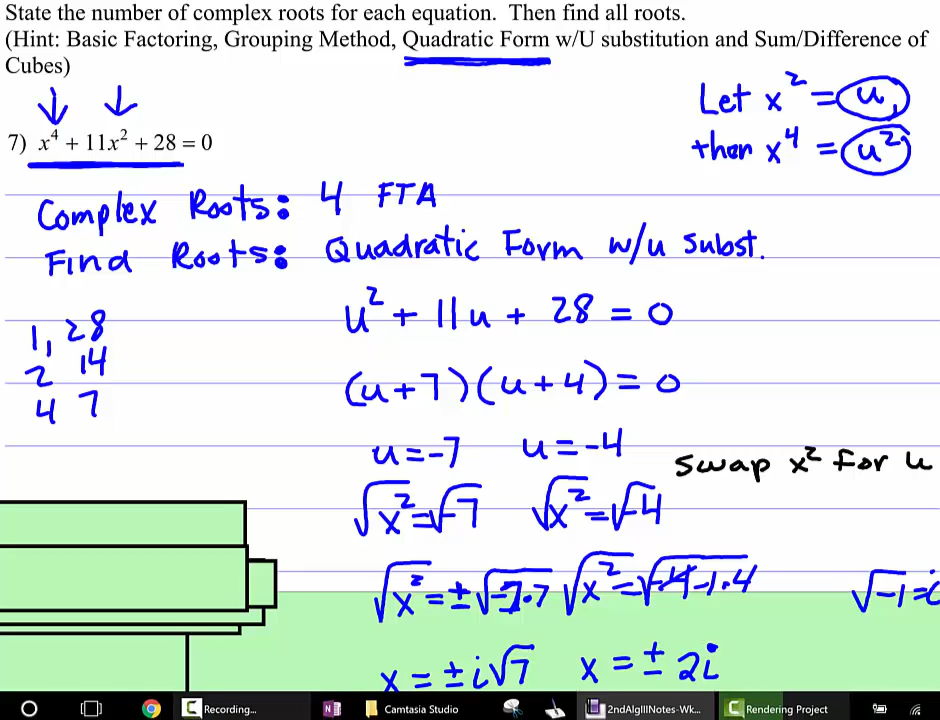 State the number of complex roots for each equation. Then find all roots.
(Hint: Basic Factoring, Grouping Method, Quadratic Form w/U substitution and Sum/Difference of
Cubes)
Let x² = u,
then x⁴ = u²
7) x⁴ + 11x² + 28 = 0
Complex Roots: 4 FTA
Find Roots: Quadratic Form w/u subst.
u² + 11u + 28 = 0
1, 28
2 14
4 7
(u+7)(u+4) = 0
u = -7 u = -4
swap x² for u
√x² = √-7 √x² = √-4
√x² = ±√-1·7 √x² = √-1·4
√-1 = i
x = ±i√7 x = ±2i
Recording...
Camtasia Studio
2ndAlgIIINotes-Wk...
Rendering Project